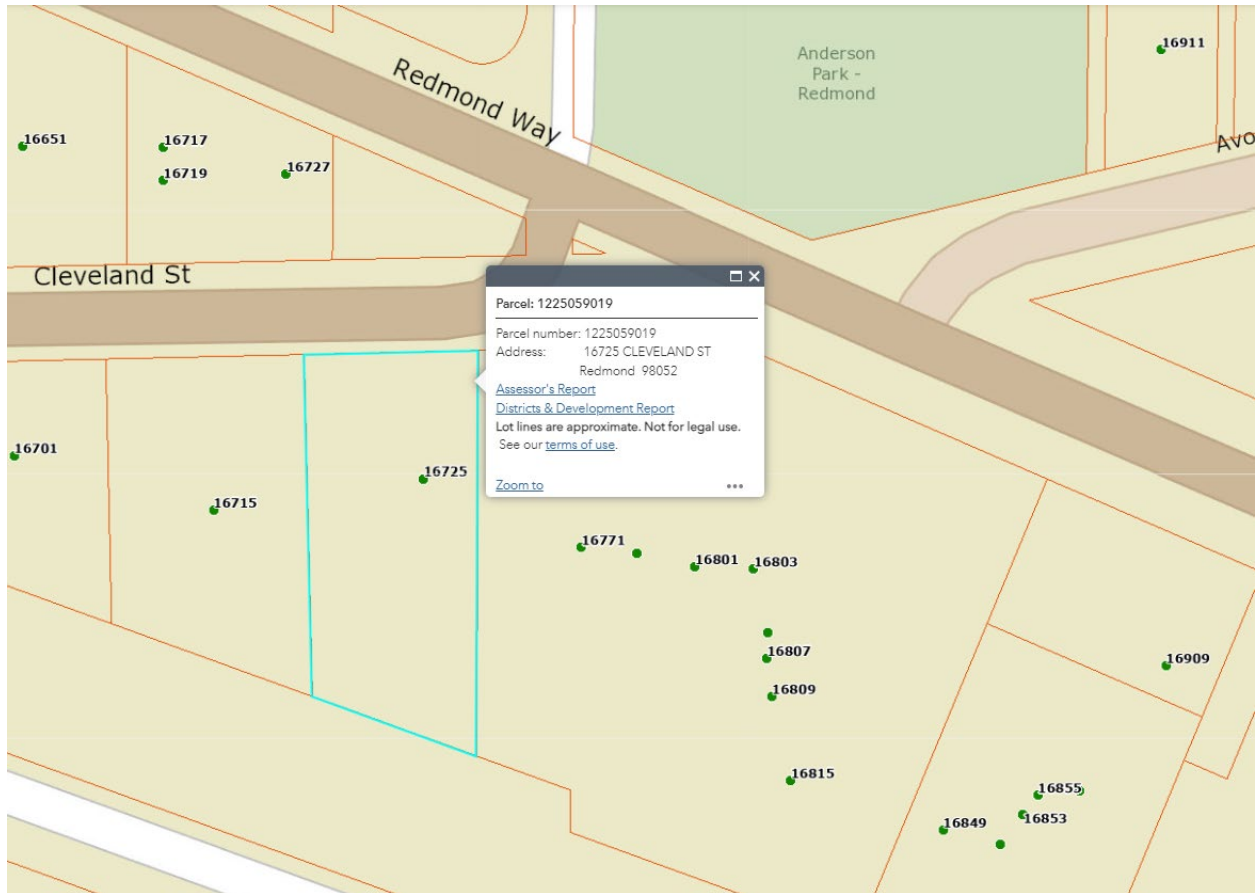 Redmond Way
Anderson
Park -
Redmond
16911
16651
16717
16719
16727
Avo
Cleveland St
Parcel: 1225059019
Parcel number: 1225059019
Address: 16725 CLEVELAND ST
Redmond 98052
Assessor's Report
Districts & Development Report
Lot lines are approximate. Not for legal use.
See our terms of use.
Zoom to
16701
16715
16725
16771
16801
16803
16807
16809
16909
16815
16855
16853
16849